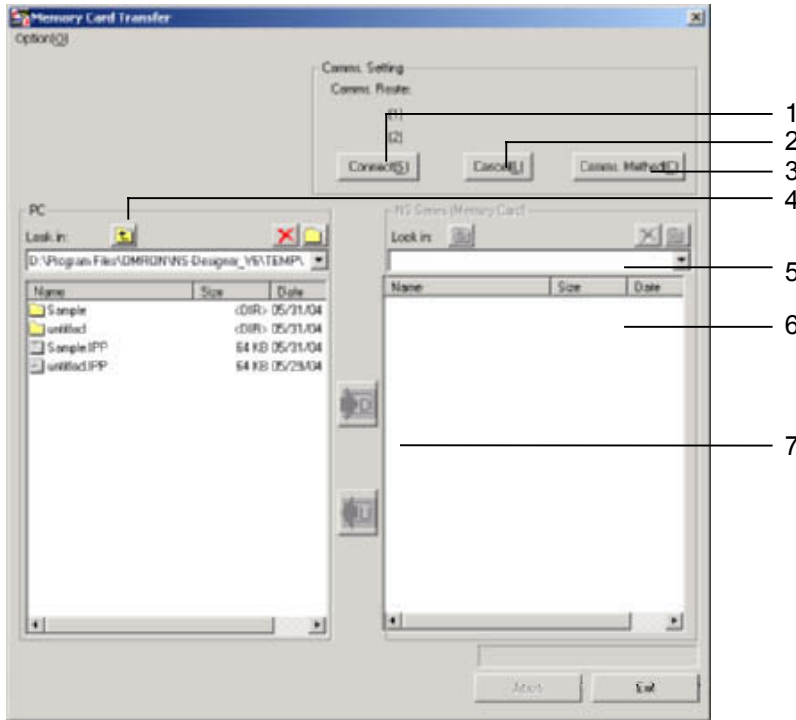 Memory Card Transfer
Option(O)
Comms. Setting
Comms. Route:
(1)
(2)
Connect(S) Cancel(L) Comms. Method(C)
1
2
3
4
5
6
7
PC
Look in:
D:\Program Files\OMRON\NS-Designer_V6\TEMP\
Name Size Date
Sample <DIR> 05/31/04
untitled <DIR> 05/31/04
Sample.IPP 64 KB 05/31/04
untitled.IPP 64 KB 05/29/04
D
U
NS Series (Memory Card)
Look in:
Name Size Date
Abort Exit